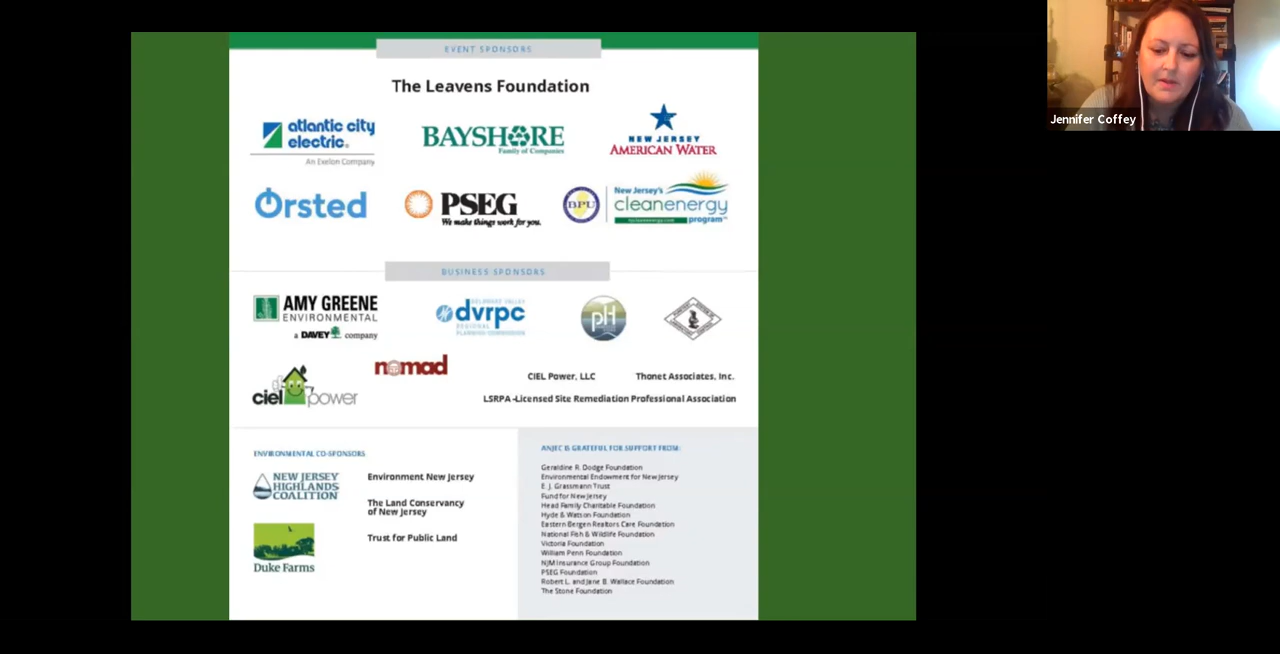 EVENT SPONSORS
The Leavens Foundation
atlantic city
electric
An Exelon Company
BAYSHORE
Family of Companies
NEW JERSEY
AMERICAN WATER
Ørsted
PSEG
We make things work for you.
BPU
New Jersey's
cleanenergy
program™
BUSINESS SPONSORS
AMY GREENE
ENVIRONMENTAL
a DAVEY company
DELAWARE VALLEY
dvrpc
REGIONAL
PLANNING COMMISSION
pH
nomad
ciel power
CIEL Power, LLC
Thonet Associates, Inc.
LSRPA -Licensed Site Remediation Professional Association
ENVIRONMENTAL CO-SPONSORS
NEW JERSEY
HIGHLANDS
COALITION
Duke Farms
Environment New Jersey
The Land Conservancy
of New Jersey
Trust for Public Land
ANJEC IS GRATEFUL FOR SUPPORT FROM:
Geraldine R. Dodge Foundation
Environmental Endowment for New Jersey
E. J. Grassmann Trust
Fund for New Jersey
Head Family Charitable Foundation
Hyde & Watson Foundation
Eastern Bergen Realtors Care Foundation
National Fish & Wildlife Foundation
Victoria Foundation
William Penn Foundation
NJM Insurance Group Foundation
PSEG Foundation
Robert L. and Jane B. Wallace Foundation
The Stone Foundation
Jennifer Coffey